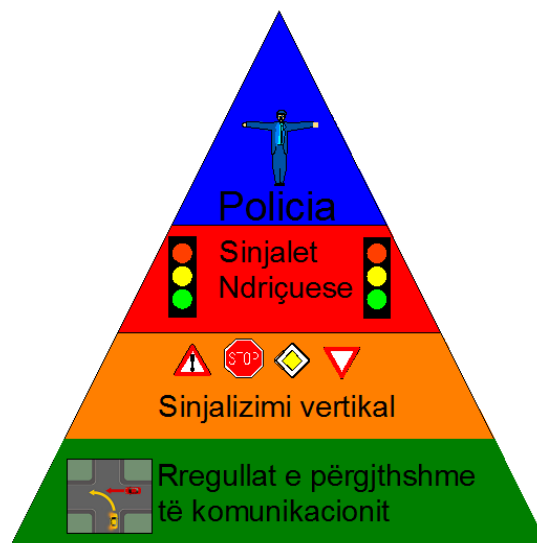 Policia
Sinjalet
Ndriçuese
STOP
Sinjalizimi vertikal
Rregullat e përgjthshme
të komunikacionit